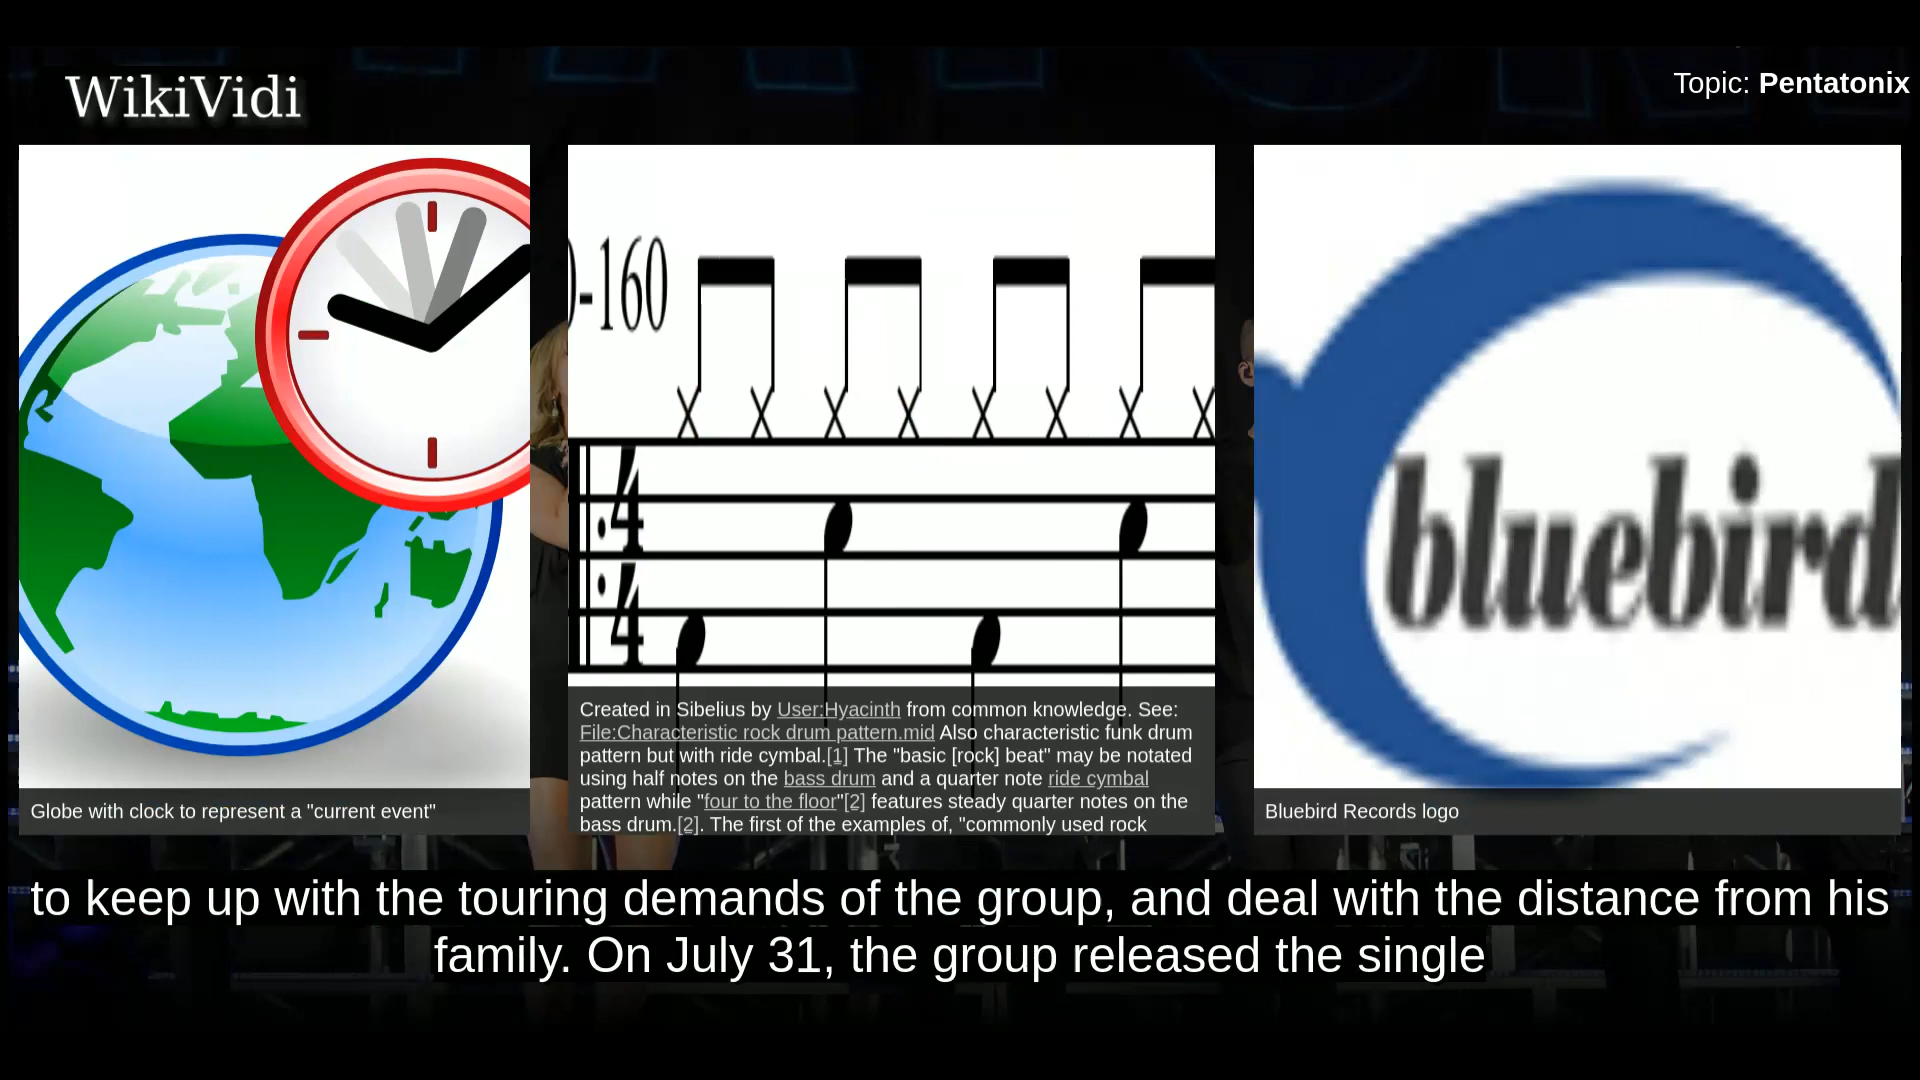 WikiVidi
Topic: Pentatonix
-160
4
4
bluebird
Globe with clock to represent a "current event"
Created in Sibelius by User:Hyacinth from common knowledge. See:
File:Characteristic rock drum pattern.mid Also characteristic funk drum
pattern but with ride cymbal.[1] The "basic [rock] beat" may be notated
using half notes on the bass drum and a quarter note ride cymbal
pattern while "four to the floor"[2] features steady quarter notes on the
bass drum.[2]. The first of the examples of, "commonly used rock
Bluebird Records logo
to keep up with the touring demands of the group, and deal with the distance from his
family. On July 31, the group released the single